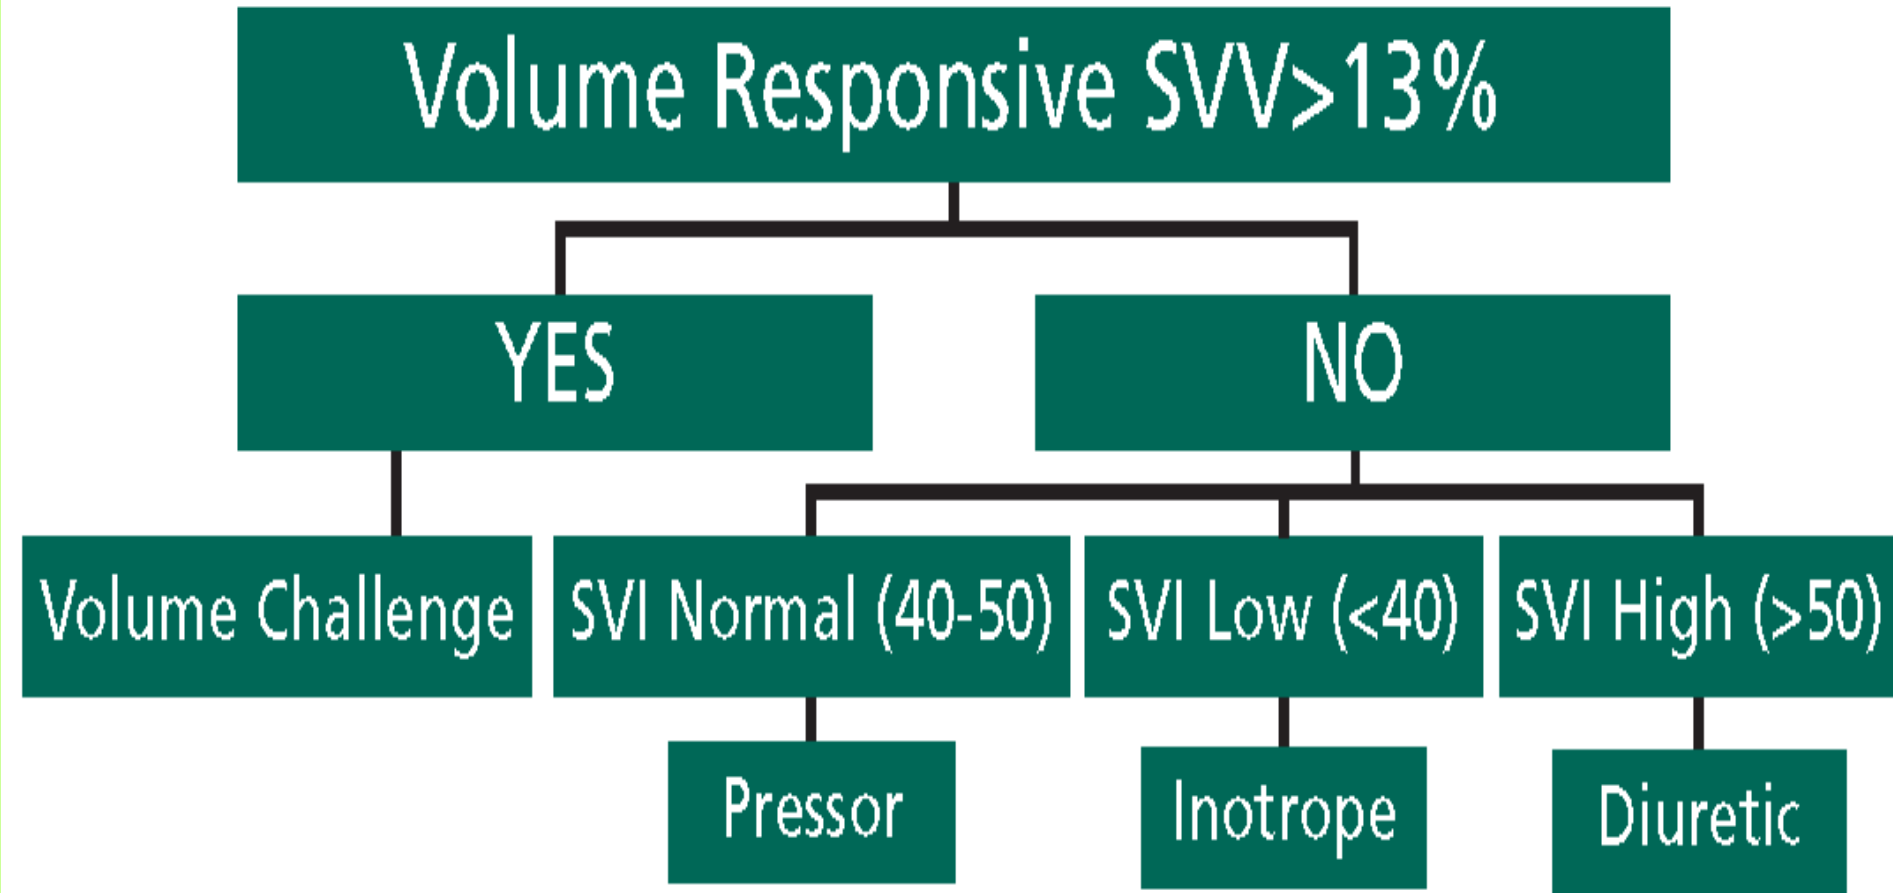 Volume Responsive SVV>13%
YES
NO
Volume Challenge
SVI Normal (40-50)
SVI Low (<40)
SVI High (>50)
Pressor
Inotrope
Diuretic